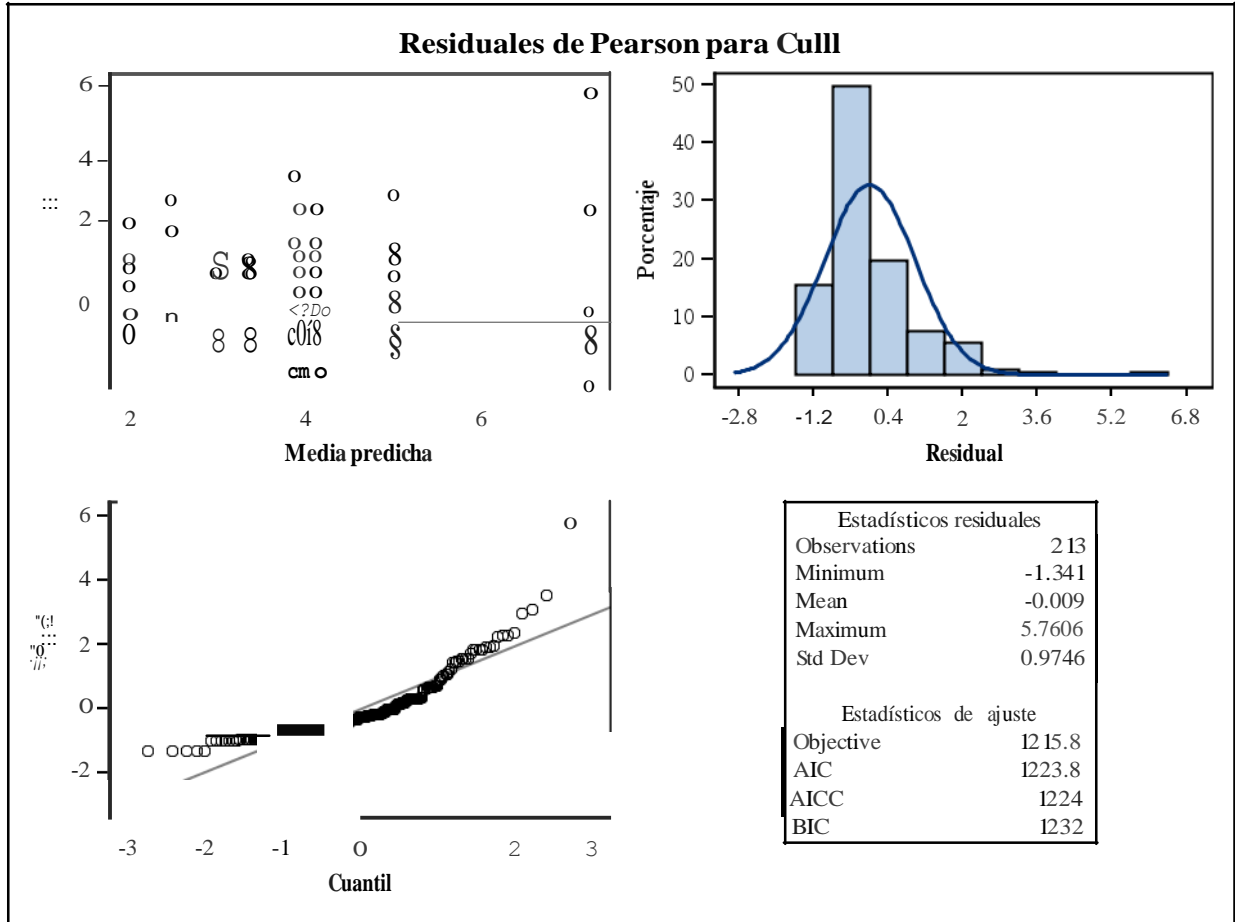 Residuales de Pearson para Culll
6
4
2
0
2 4 6
Media predicha
Porcentaje
50
40
30
20
10
0
-2.8 -1.2 0.4 2 3.6 5.2 6.8
Residual
6
4
2
0
-2
-3 -2 -1 0 2 3
Cuantil
Estadísticos residuales
Observations 213
Minimum -1.341
Mean -0.009
Maximum 5.7606
Std Dev 0.9746
Estadísticos de ajuste
Objective 1215.8
AIC 1223.8
AICC 1224
BIC 1232